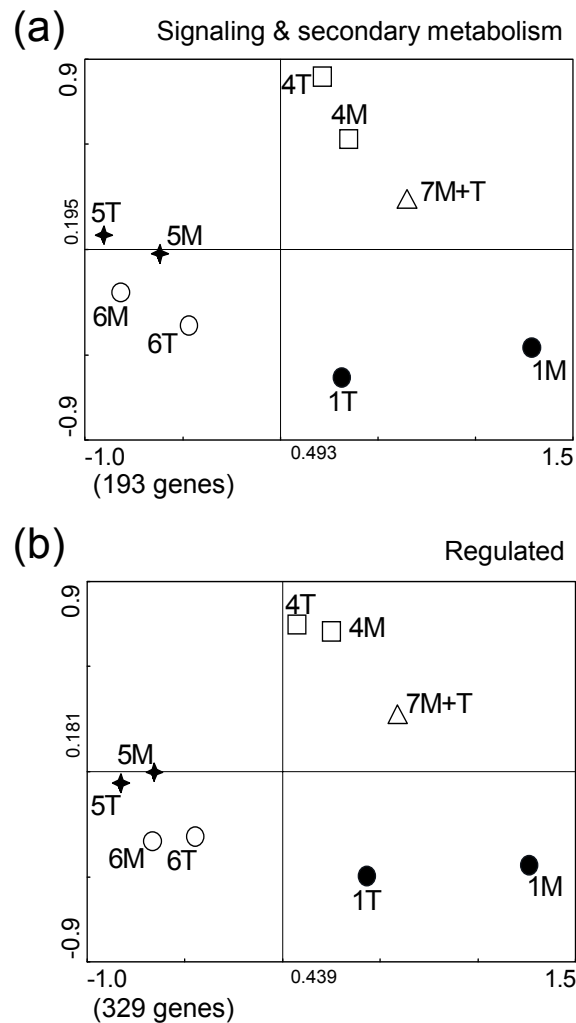 (a)
Signaling & secondary metabolism
0.9
4T
4M
7M+T
0.195
5T
5M
6M
6T
1T
1M
-0.9
-1.0
0.493
1.5
(193 genes)
(b)
Regulated
0.9
4T
4M
7M+T
0.181
5M
5T
6M
6T
1T
1M
-0.9
-1.0
0.439
1.5
(329 genes)